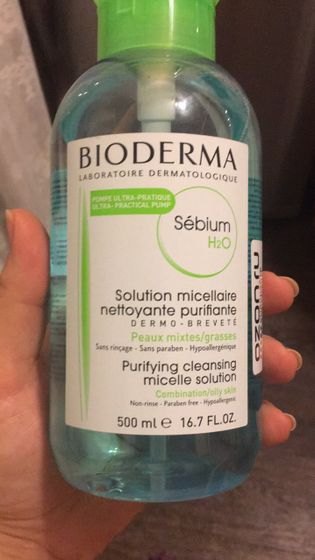 BIODERMA
LABORATOIRE DERMATOLOGIQUE
POMPE ULTRA-PRATIQUE
ULTRA-PRACTICAL PUMP
Sébium
H2O
Solution micellaire
nettoyante purifiante
DERMO-BREVETÉ
Peaux mixtes/grasses
Sans rinçage - Sans paraben - Hypoallergénique
Purifying cleansing
micelle solution
Combination/oily skin
Non-rinse - Paraben free - Hypoallergenic
500 ml e 16.7 FL.OZ.